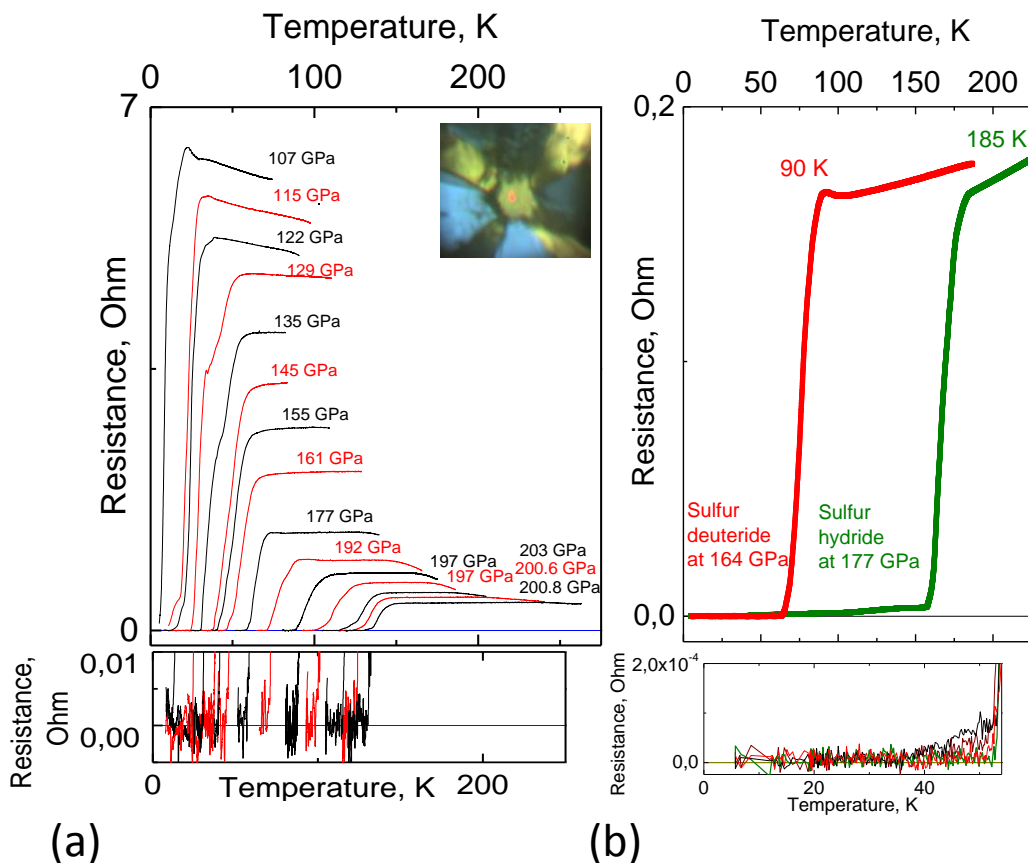 Temperature, K
0 100 200
7
Resistance, Ohm
107 GPa
115 GPa
122 GPa
129 GPa
135 GPa
145 GPa
155 GPa
161 GPa
177 GPa
192 GPa
197 GPa
197 GPa
203 GPa
200.6 GPa
200.8 GPa
0
Resistance,
Ohm
0,01
0,00
0 200
Temperature, K
(a)
Temperature, K
0 50 100 150 200
0,2
Resistance, Ohm
90 K
185 K
Sulfur
deuteride
at 164 GPa
Sulfur
hydride
at 177 GPa
0,0
Resistance, Ohm
2,0x10⁻⁴
0,0
0 20 40
Temperature, K
(b)